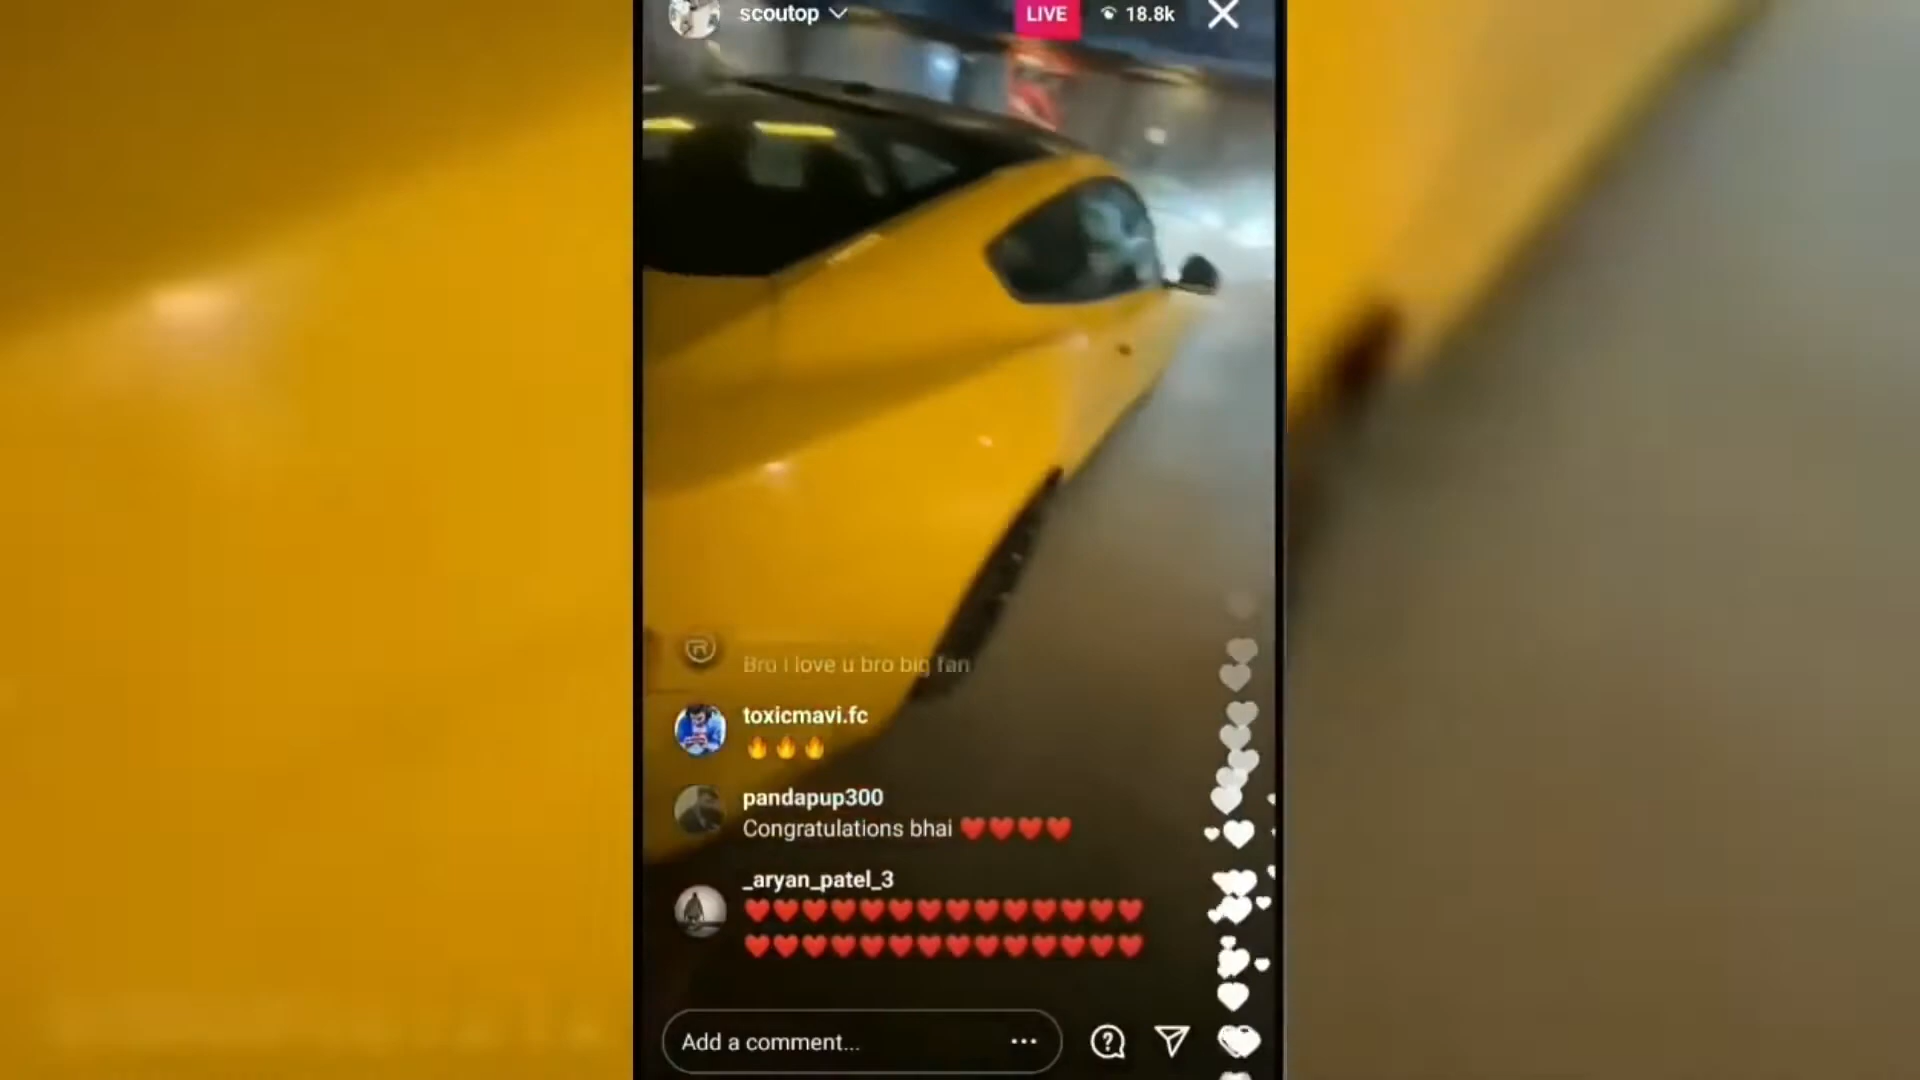 scoutop
LIVE
18.8k
Bro i love u bro big fan
toxicmavi.fc
🔥🔥🔥
pandapup300
Congratulations bhai ❤️❤️❤️❤️
_aryan_patel_3
❤️❤️❤️❤️❤️❤️❤️❤️❤️❤️❤️❤️❤️❤️
❤️❤️❤️❤️❤️❤️❤️❤️❤️❤️❤️❤️❤️❤️
Add a comment...